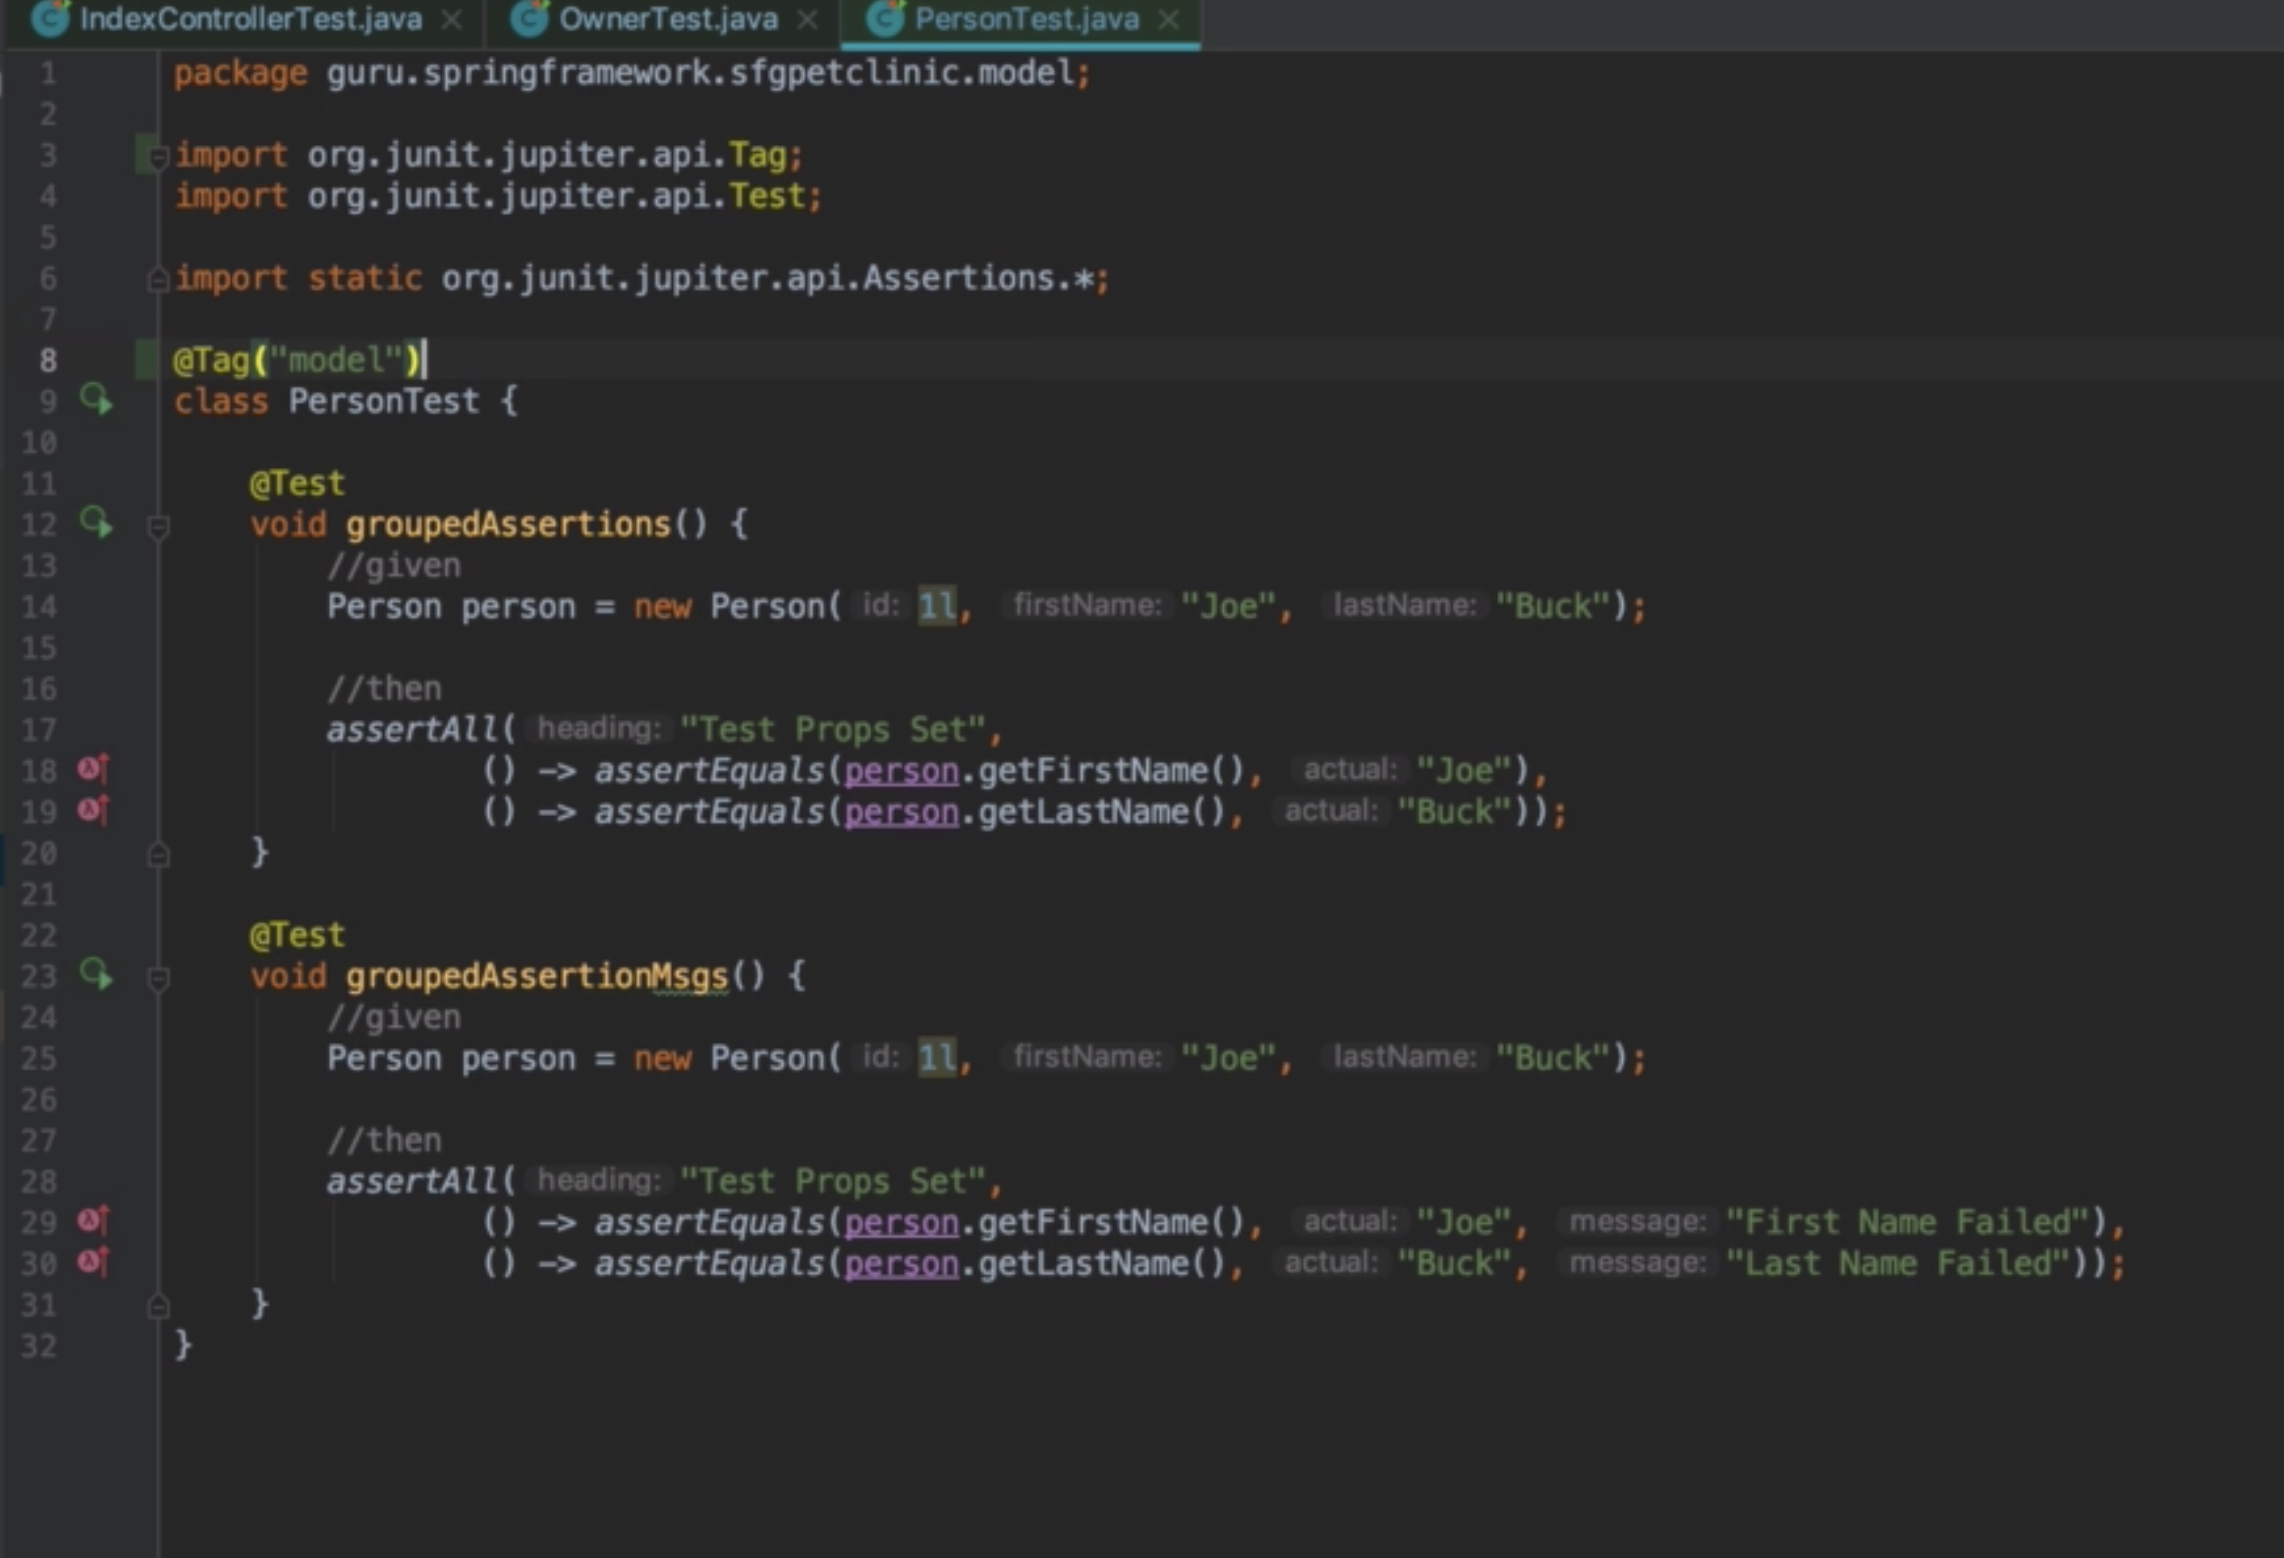 IndexControllerTest.java OwnerTest.java PersonTest.java
1 package guru.springframework.sfgpetclinic.model;
2
3 import org.junit.jupiter.api.Tag;
4 import org.junit.jupiter.api.Test;
5
6 import static org.junit.jupiter.api.Assertions.*;
7
8 @Tag("model")
9 class PersonTest {
10
11 @Test
12 void groupedAssertions() {
13 //given
14 Person person = new Person( id: 1l, firstName: "Joe", lastName: "Buck");
15
16 //then
17 assertAll( heading: "Test Props Set",
18 () -> assertEquals(person.getFirstName(), actual: "Joe"),
19 () -> assertEquals(person.getLastName(), actual: "Buck"));
20 }
21
22 @Test
23 void groupedAssertionMsgs() {
24 //given
25 Person person = new Person( id: 1l, firstName: "Joe", lastName: "Buck");
26
27 //then
28 assertAll( heading: "Test Props Set",
29 () -> assertEquals(person.getFirstName(), actual: "Joe", message: "First Name Failed"),
30 () -> assertEquals(person.getLastName(), actual: "Buck", message: "Last Name Failed"));
31 }
32 }